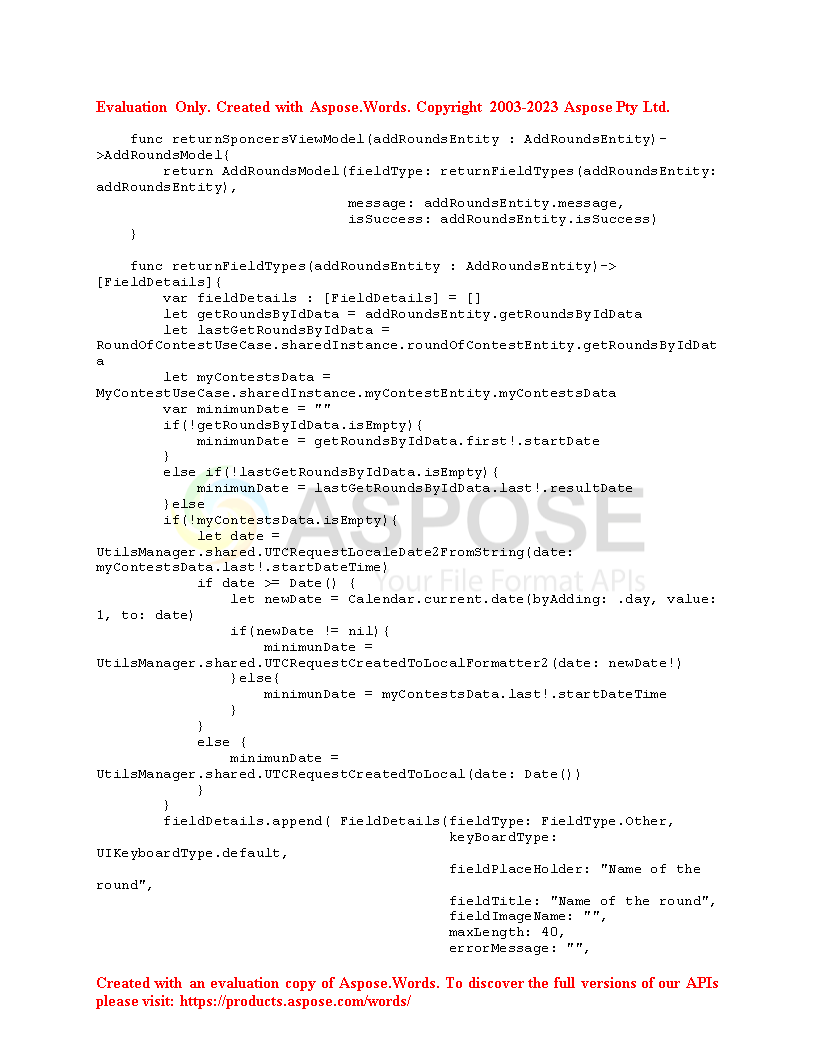 Evaluation Only. Created with Aspose.Words. Copyright 2003-2023 Aspose Pty Ltd.
    func returnSponcersViewModel(addRoundsEntity : AddRoundsEntity)-
>AddRoundsModel{
        return AddRoundsModel(fieldType: returnFieldTypes(addRoundsEntity:
addRoundsEntity),
                              message: addRoundsEntity.message,
                              isSuccess: addRoundsEntity.isSuccess)
    }
    func returnFieldTypes(addRoundsEntity : AddRoundsEntity)->
[FieldDetails]{
        var fieldDetails : [FieldDetails] = []
        let getRoundsByIdData = addRoundsEntity.getRoundsByIdData
        let lastGetRoundsByIdData =
RoundOfContestUseCase.sharedInstance.roundOfContestEntity.getRoundsByIdDat
a
        let myContestsData =
MyContestUseCase.sharedInstance.myContestEntity.myContestsData
        var minimunDate = ""
        if(!getRoundsByIdData.isEmpty){
            minimunDate = getRoundsByIdData.first!.startDate
        }
        else if(!lastGetRoundsByIdData.isEmpty){
            minimunDate = lastGetRoundsByIdData.last!.resultDate
        }else
        if(!myContestsData.isEmpty){
            let date =
UtilsManager.shared.UTCRequestLocaleDate2FromString(date:
myContestsData.last!.startDateTime)
            if date >= Date() {
                let newDate = Calendar.current.date(byAdding: .day, value:
1, to: date)
                if(newDate != nil){
                    minimunDate =
UtilsManager.shared.UTCRequestCreatedToLocalFormatter2(date: newDate!)
                }else{
                    minimunDate = myContestsData.last!.startDateTime
                }
            }
            else {
                minimunDate =
UtilsManager.shared.UTCRequestCreatedToLocal(date: Date())
            }
        }
        fieldDetails.append( FieldDetails(fieldType: FieldType.Other,
                                          keyBoardType:
UIKeyboardType.default,
                                          fieldPlaceHolder: "Name of the
round",
                                          fieldTitle: "Name of the round",
                                          fieldImageName: "",
                                          maxLength: 40,
                                          errorMessage: "",
ASPOSE
Your File Format APIs
Created with an evaluation copy of Aspose.Words. To discover the full versions of our APIs
please visit: https://products.aspose.com/words/